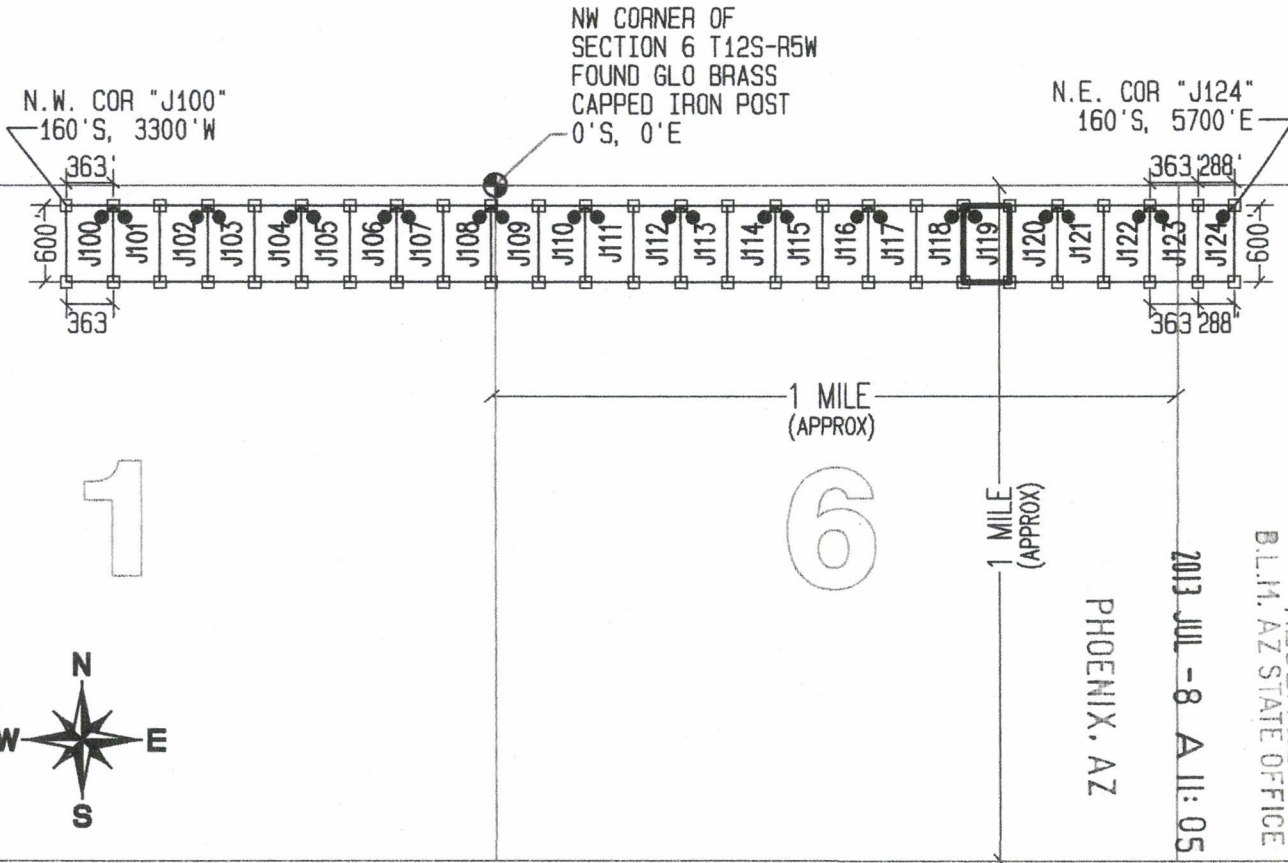 NW CORNER OF
SECTION 6 T12S-R5W
FOUND GLO BRASS
CAPPED IRON POST
0'S, 0'E
N.W. COR "J100"
160'S, 3300'W
N.E. COR "J124"
160'S, 5700'E
363'
363'
288'
600'
J100
J101
J102
J103
J104
J105
J106
J107
J108
J109
J110
J111
J112
J113
J114
J115
J116
J117
J118
J119
J120
J121
J122
J123
J124
600'
363'
363'
288'
1 MILE
(APPROX)
1
6
1 MILE
(APPROX)
N
W
E
S
B.L.M. AZ STATE OFFICE
2013 JUL -8 A 11:05
PHOENIX, AZ